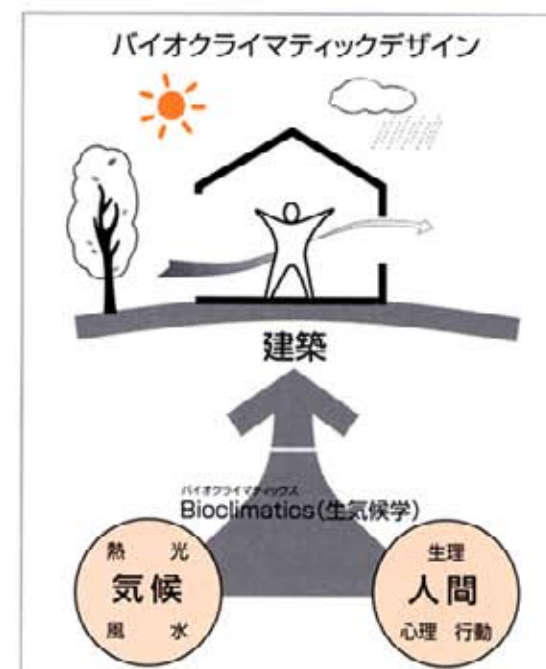 バイオクライマティックデザイン
建築
バイオクライマティックス
Bioclimatics(生気候学)
熱 光
気候
風 水
生理
人間
心理 行動